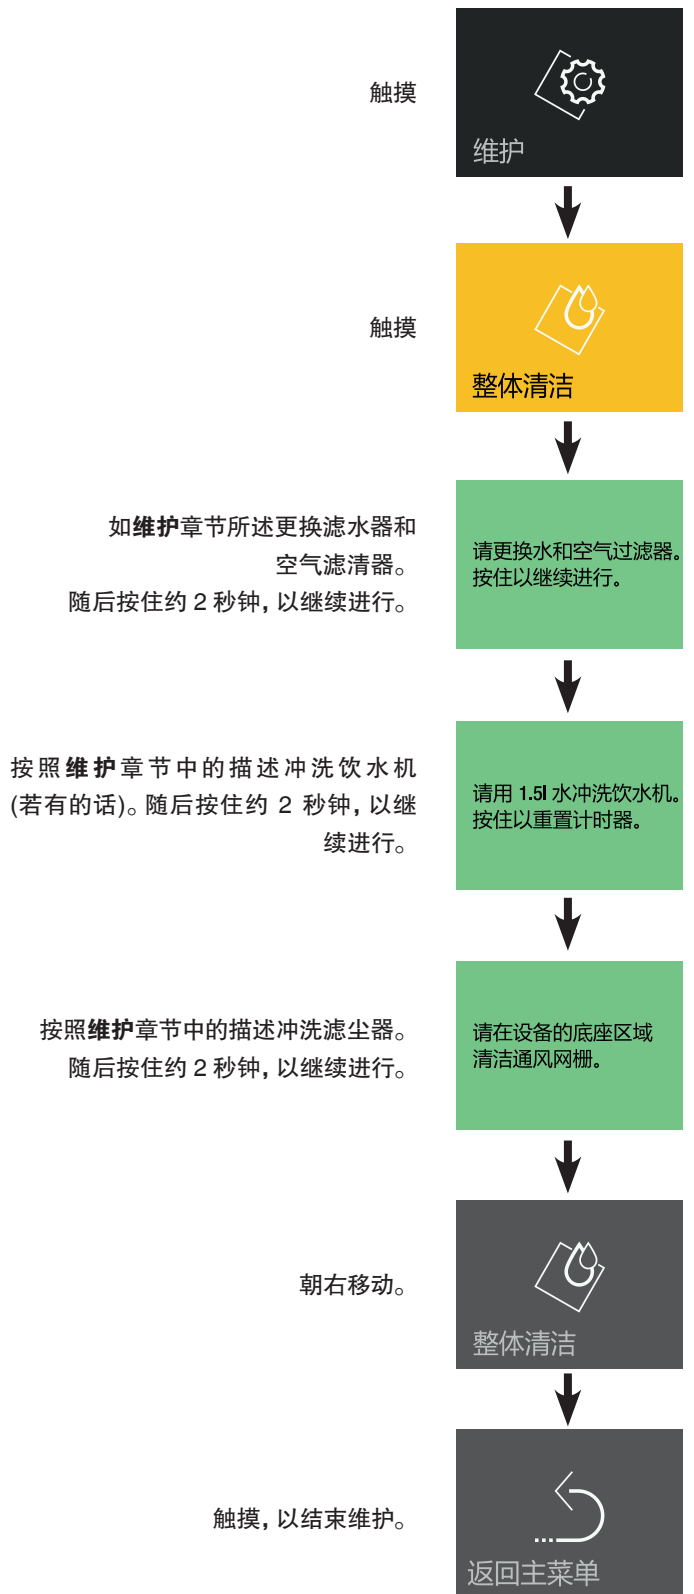 触摸
维护
触摸
整体清洁
如维护章节所述更换滤水器和
空气滤清器。
随后按住约 2 秒钟，以继续进行。
请更换水和空气过滤器。
按住以继续进行。
按照维护章节中的描述冲洗饮水机
(若有的话)。随后按住约 2 秒钟，以继
续进行。
请用 1.5l 水冲洗饮水机。
按住以重置计时器。
按照维护章节中的描述冲洗滤尘器。
随后按住约 2 秒钟，以继续进行。
请在设备的底座区域
清洁通风网栅。
朝右移动。
整体清洁
触摸，以结束维护。
返回主菜单